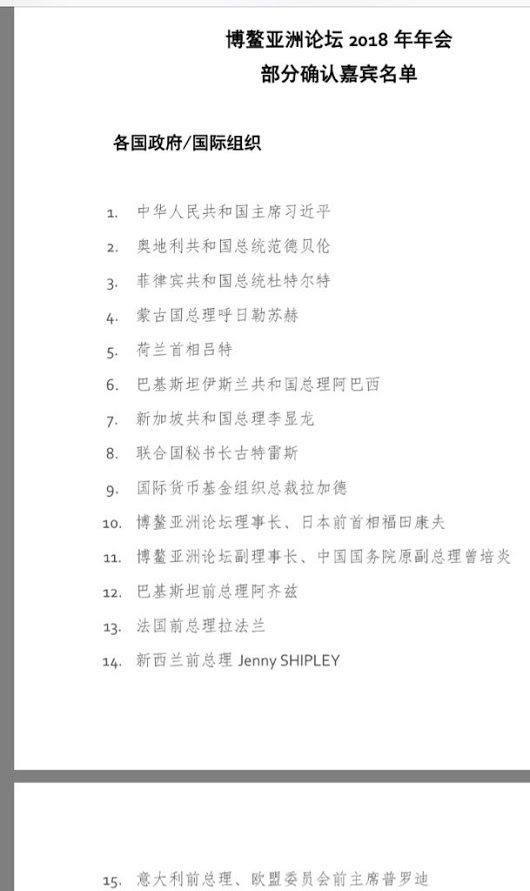 博鳌亚洲论坛 2018 年年会
部分确认嘉宾名单
各国政府/国际组织
1. 中华人民共和国主席习近平
2. 奥地利共和国总统范德贝伦
3. 菲律宾共和国总统杜特尔特
4. 蒙古国总理呼日勒苏赫
5. 荷兰首相吕特
6. 巴基斯坦伊斯兰共和国总理阿巴西
7. 新加坡共和国总理李显龙
8. 联合国秘书长古特雷斯
9. 国际货币基金组织总裁拉加德
10. 博鳌亚洲论坛理事长、日本前首相福田康夫
11. 博鳌亚洲论坛副理事长、中国国务院原副总理曾培炎
12. 巴基斯坦前总理阿齐兹
13. 法国前总理拉法兰
14. 新西兰前总理 Jenny SHIPLEY
15. 意大利前总理、欧盟委员会前主席普罗迪